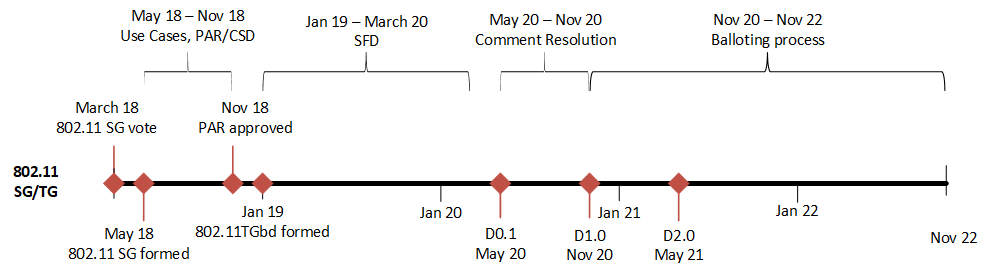 May 18 – Nov 18
Use Cases, PAR/CSD
Jan 19 – March 20
SFD
May 20 – Nov 20
Comment Resolution
Nov 20 – Nov 22
Balloting process
March 18
802.11 SG vote
Nov 18
PAR approved
802.11
SG/TG
Jan 19
802.11TGbd formed
Jan 20
Jan 21
Jan 22
May 18
802.11 SG formed
D0.1
May 20
D1.0
Nov 20
D2.0
May 21
Nov 22